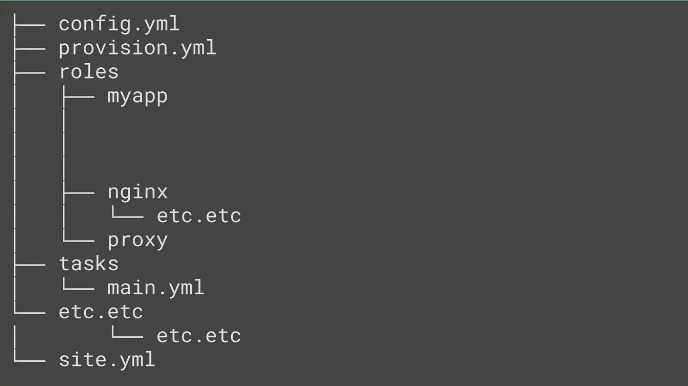 ├── config.yml
├── provision.yml
├── roles
│   ├── myapp
│   │
│   │
│   │
│   ├── nginx
│   │   └── etc.etc
│   └── proxy
├── tasks
│   └── main.yml
└── etc.etc
│       └── etc.etc
└── site.yml